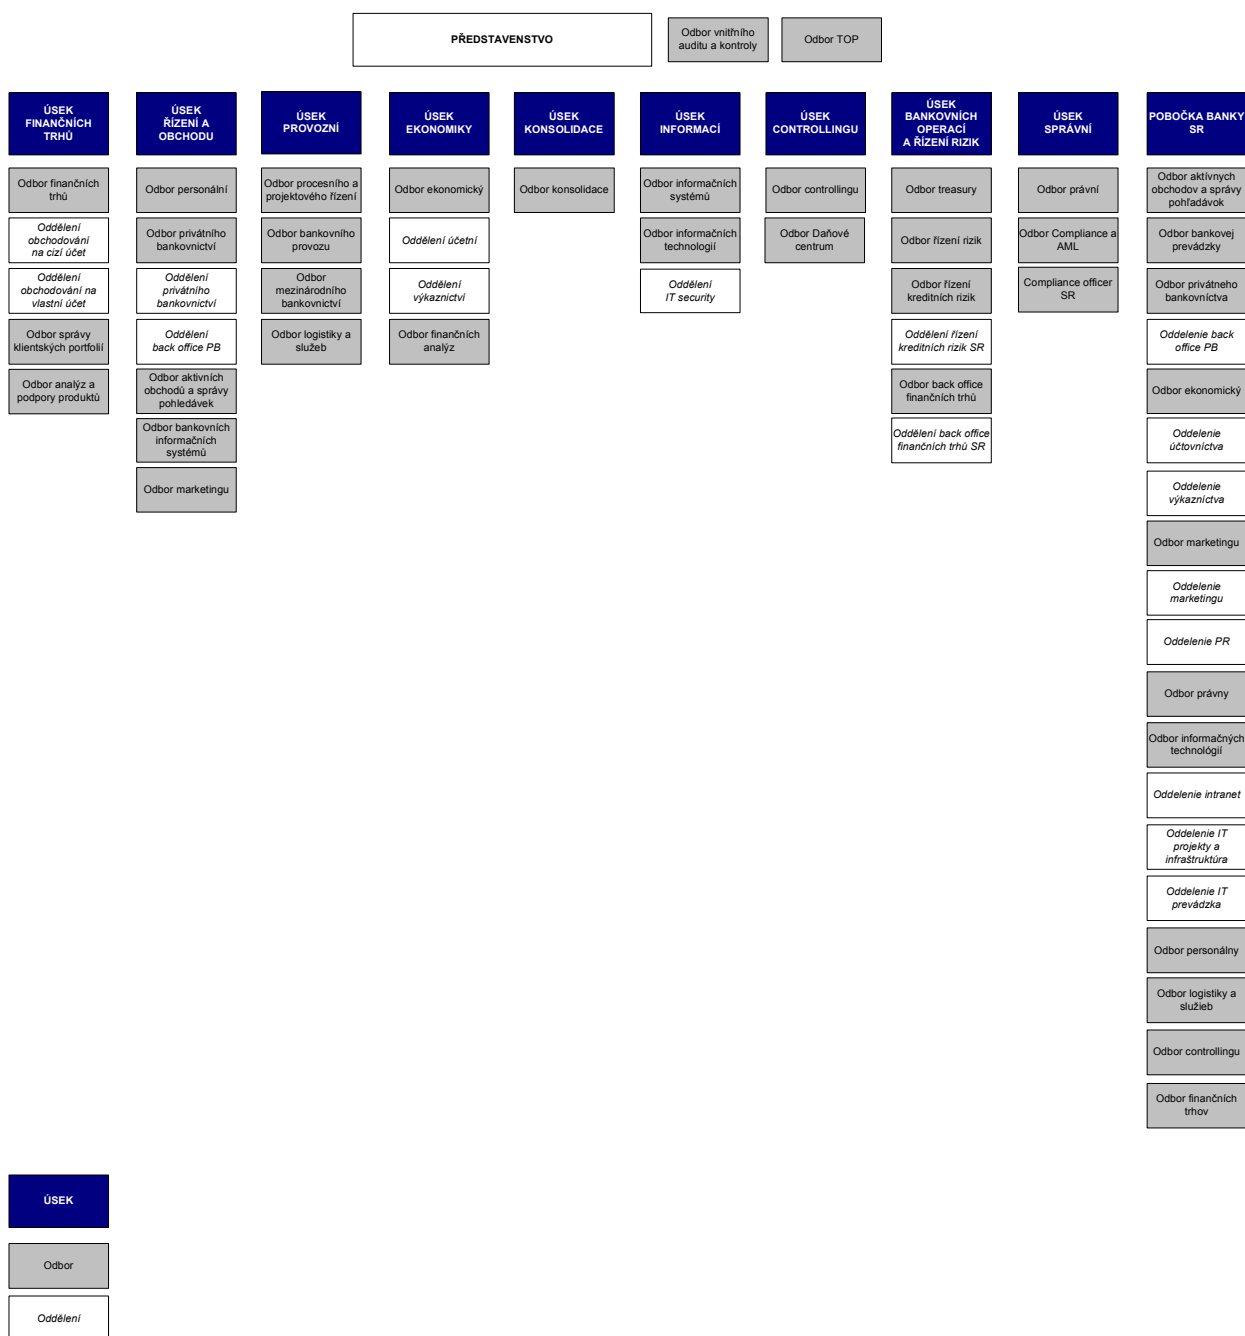 PŘEDSTAVENSTVO
Odbor vnitřního
auditu a kontroly
Odbor TOP
ÚSEK
FINANČNÍCH
TRHŮ
Odbor finančních
trhů
Oddělení
obchodování
na cizí účet
Oddělení
obchodování na
vlastní účet
Odbor správy
klientských portfolií
Odbor analýz a
podpory produktů
ÚSEK
ŘÍZENÍ A
OBCHODU
Odbor personální
Odbor privátního
bankovnictví
Oddělení
privátního
bankovnictví
Oddělení
back office PB
Odbor aktivních
obchodů a správy
pohledávek
Odbor bankovních
informačních
systémů
Odbor marketingu
ÚSEK
PROVOZNÍ
Odbor procesního a
projektového řízení
Odbor bankovního
provozu
Odbor
mezinárodního
bankovnictví
Odbor logistiky a
služeb
ÚSEK
EKONOMIKY
Odbor ekonomický
Oddělení účetní
Oddělení
výkaznictví
Odbor finančních
analýz
ÚSEK
KONSOLIDACE
Odbor konsolidace
ÚSEK
INFORMACÍ
Odbor informačních
systémů
Odbor informačních
technologií
Oddělení
IT security
ÚSEK
CONTROLLINGU
Odbor controllingu
Odbor Daňové
centrum
ÚSEK
BANKOVNÍCH
OPERACÍ
A ŘÍZENÍ RIZIK
Odbor treasury
Odbor řízení rizik
Odbor řízení
kreditních rizik
Oddělení řízení
kreditních rizik SR
Odbor back office
finančních trhů
Oddělení back office
finančních trhů SR
ÚSEK
SPRÁVNÍ
Odbor právní
Odbor Compliance a
AML
Compliance officer
SR
POBOČKA BANKY
SR
Odbor aktívnych
obchodov a správy
pohľadávok
Odbor bankovej
prevádzky
Odbor privátneho
bankovníctva
Oddelenie back
office PB
Odbor ekonomický
Oddelenie
účtovníctva
Oddelenie
výkazníctva
Odbor marketingu
Oddelenie
marketingu
Oddelenie PR
Odbor právny
Odbor informačných
technológií
Oddelenie intranet
Oddelenie IT
projekty a
infraštruktúra
Oddelenie IT
prevádzka
Odbor personálny
Odbor logistiky a
služieb
Odbor controllingu
Odbor finančních
trhov
ÚSEK
Odbor
Oddělení